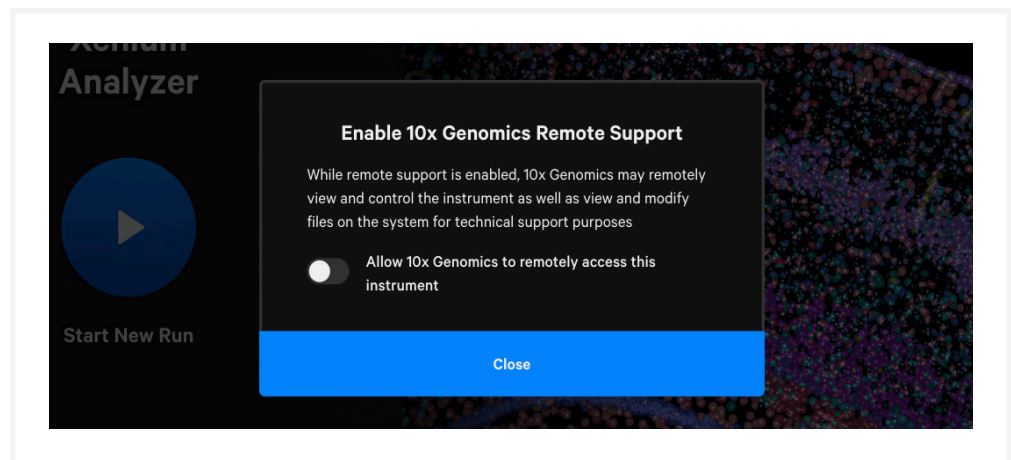 Xenium
Analyzer
Start New Run
Enable 10x Genomics Remote Support
While remote support is enabled, 10x Genomics may remotely
view and control the instrument as well as view and modify
files on the system for technical support purposes
Allow 10x Genomics to remotely access this
instrument
Close